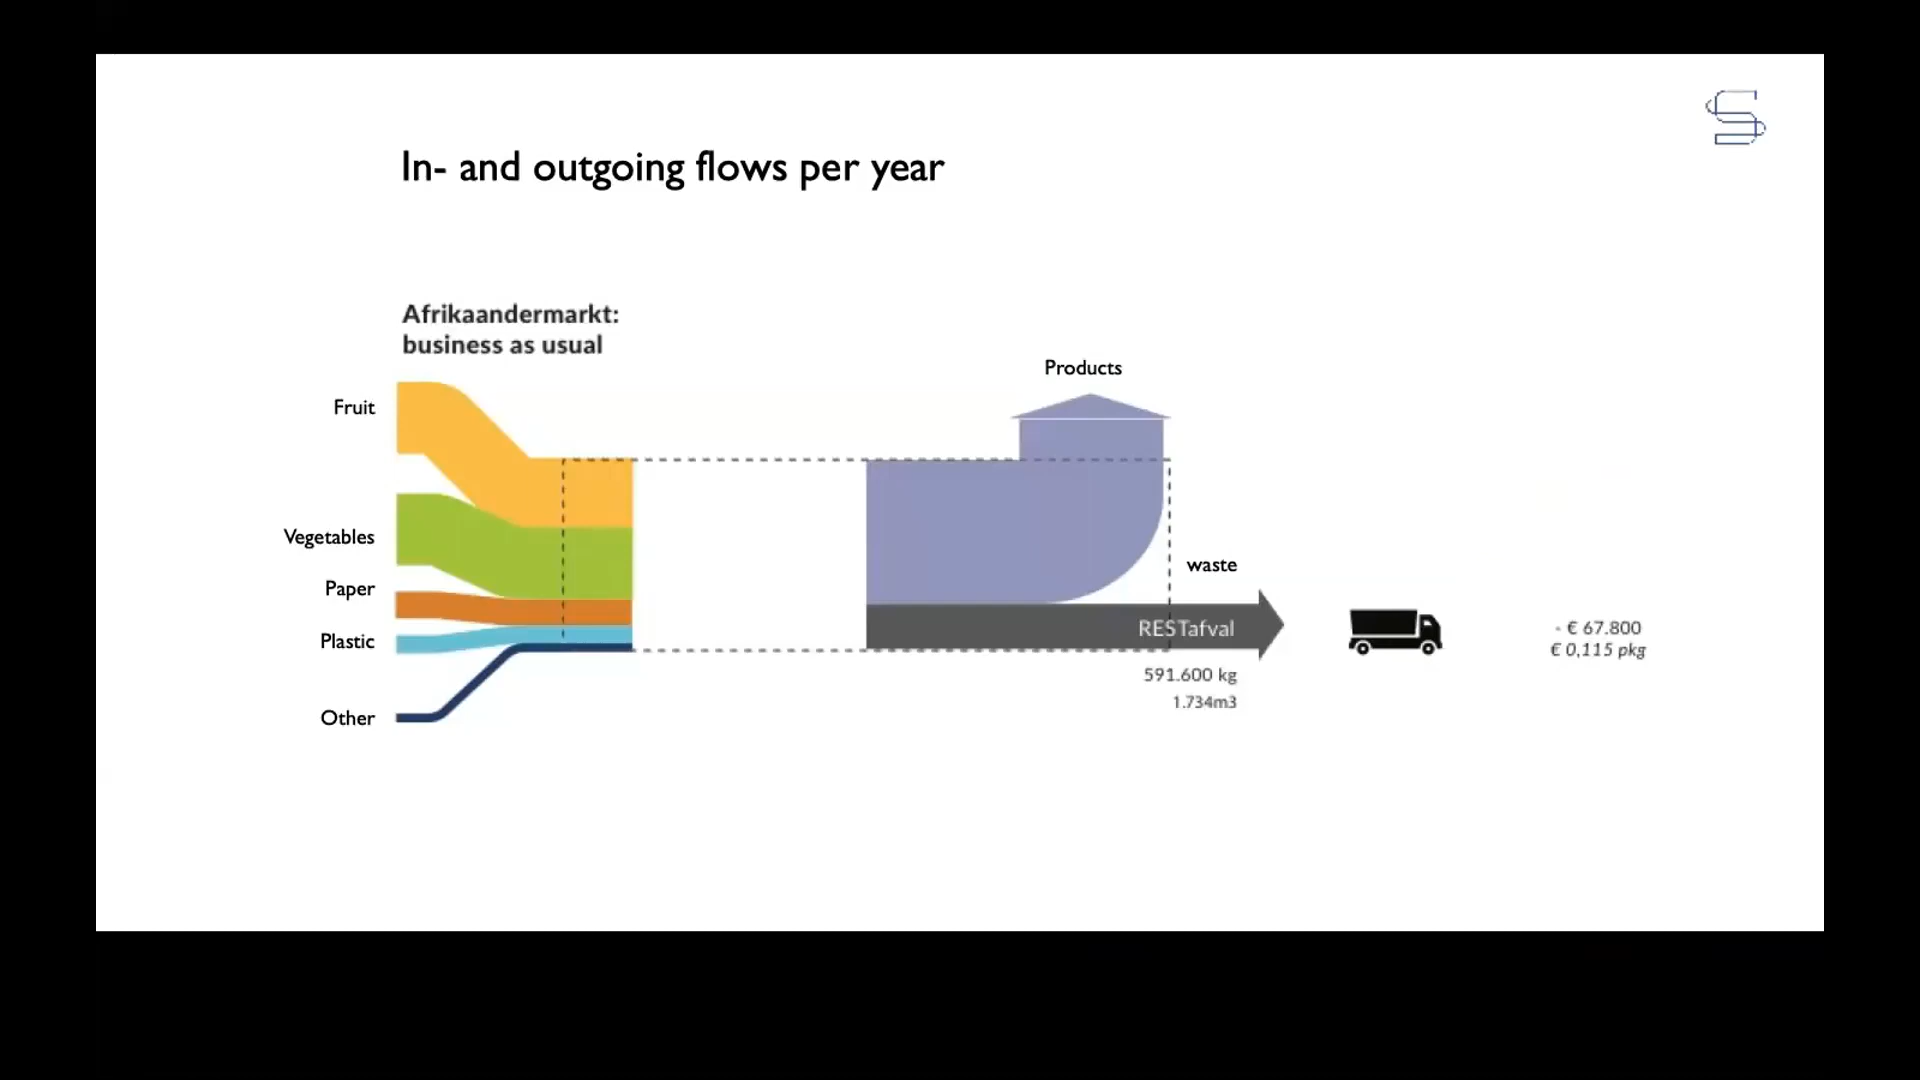 In- and outgoing flows per year
Afrikaandermarkt:
business as usual
Products
Fruit
Vegetables
waste
Paper
RESTafval
- € 67.800
Plastic
€ 0,115 pkg
591.600 kg
1.734m3
Other